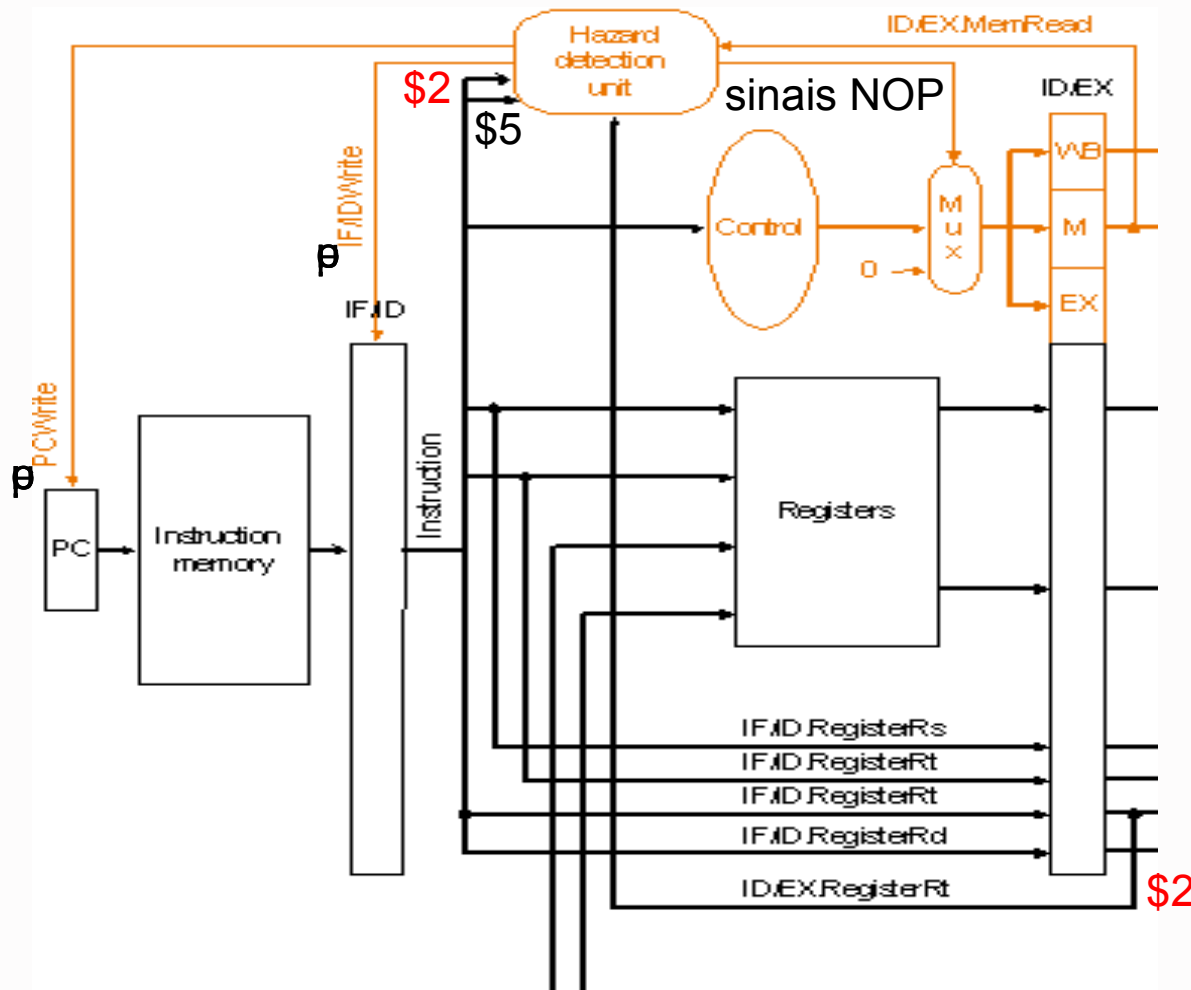 ID/EX.MemRead
Hazard
detection
unit
$2
$5
sinais NOP
ID/EX
WB
M
EX
Control
M
u
x
0
IF/IDWrite
IF/ID
PCWrite
PC
Instruction
memory
Instruction
Registers
IF/ID.RegisterRs
IF/ID.RegisterRt
IF/ID.RegisterRt
IF/ID.RegisterRd
ID/EX.RegisterRt
$2